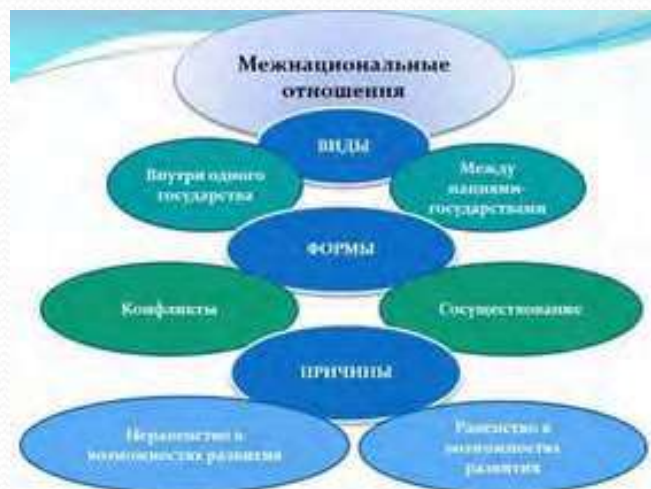 Межнациональные
отношения
ВИДЫ
Внутри одного
государства
Между
нациями-
государствами
ФОРМЫ
Конфликты
Сосуществование
ПРИЧИНЫ
Неравенство в
возможностях развития
Равенство в
возможностях
развития